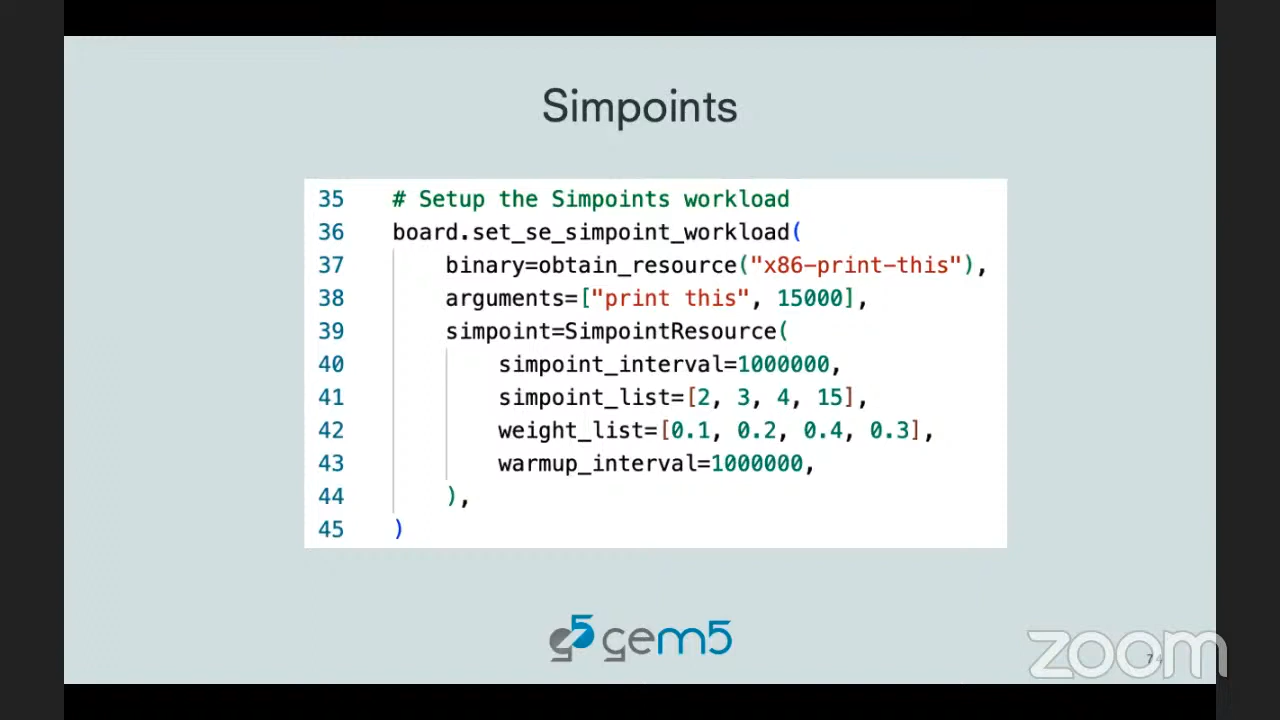 Simpoints
35 # Setup the Simpoints workload
36 board.set_se_simpoint_workload(
37 binary=obtain_resource("x86-print-this"),
38 arguments=["print this", 15000],
39 simpoint=SimpointResource(
40 simpoint_interval=1000000,
41 simpoint_list=[2, 3, 4, 15],
42 weight_list=[0.1, 0.2, 0.4, 0.3],
43 warmup_interval=1000000,
44 ),
45 )
gem5
zoom